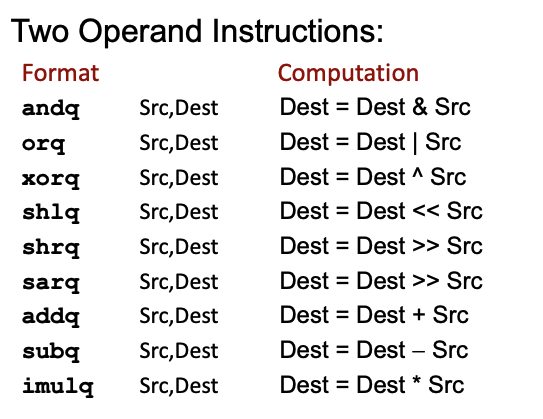 Two Operand Instructions:
Format Computation
andq Src,Dest Dest = Dest & Src
orq Src,Dest Dest = Dest | Src
xorq Src,Dest Dest = Dest ^ Src
shlq Src,Dest Dest = Dest << Src
shrq Src,Dest Dest = Dest >> Src
sarq Src,Dest Dest = Dest >> Src
addq Src,Dest Dest = Dest + Src
subq Src,Dest Dest = Dest − Src
imulq Src,Dest Dest = Dest * Src